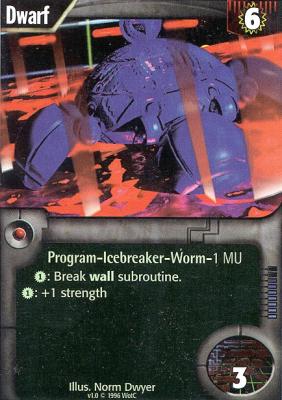 Dwarf
6
Program-Icebreaker-Worm-1 MU
1: Break wall subroutine.
1: +1 strength
3
Illus. Norm Dwyer
v1.0 © 1996 WotC